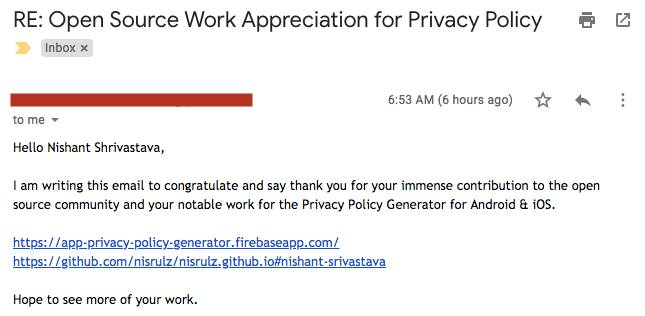 RE: Open Source Work Appreciation for Privacy Policy
Inbox ×
6:53 AM (6 hours ago)
to me
Hello Nishant Shrivastava,
I am writing this email to congratulate and say thank you for your immense contribution to the open
source community and your notable work for the Privacy Policy Generator for Android & iOS.
https://app-privacy-policy-generator.firebaseapp.com/
https://github.com/nisrulz/nisrulz.github.io#nishant-srivastava
Hope to see more of your work.